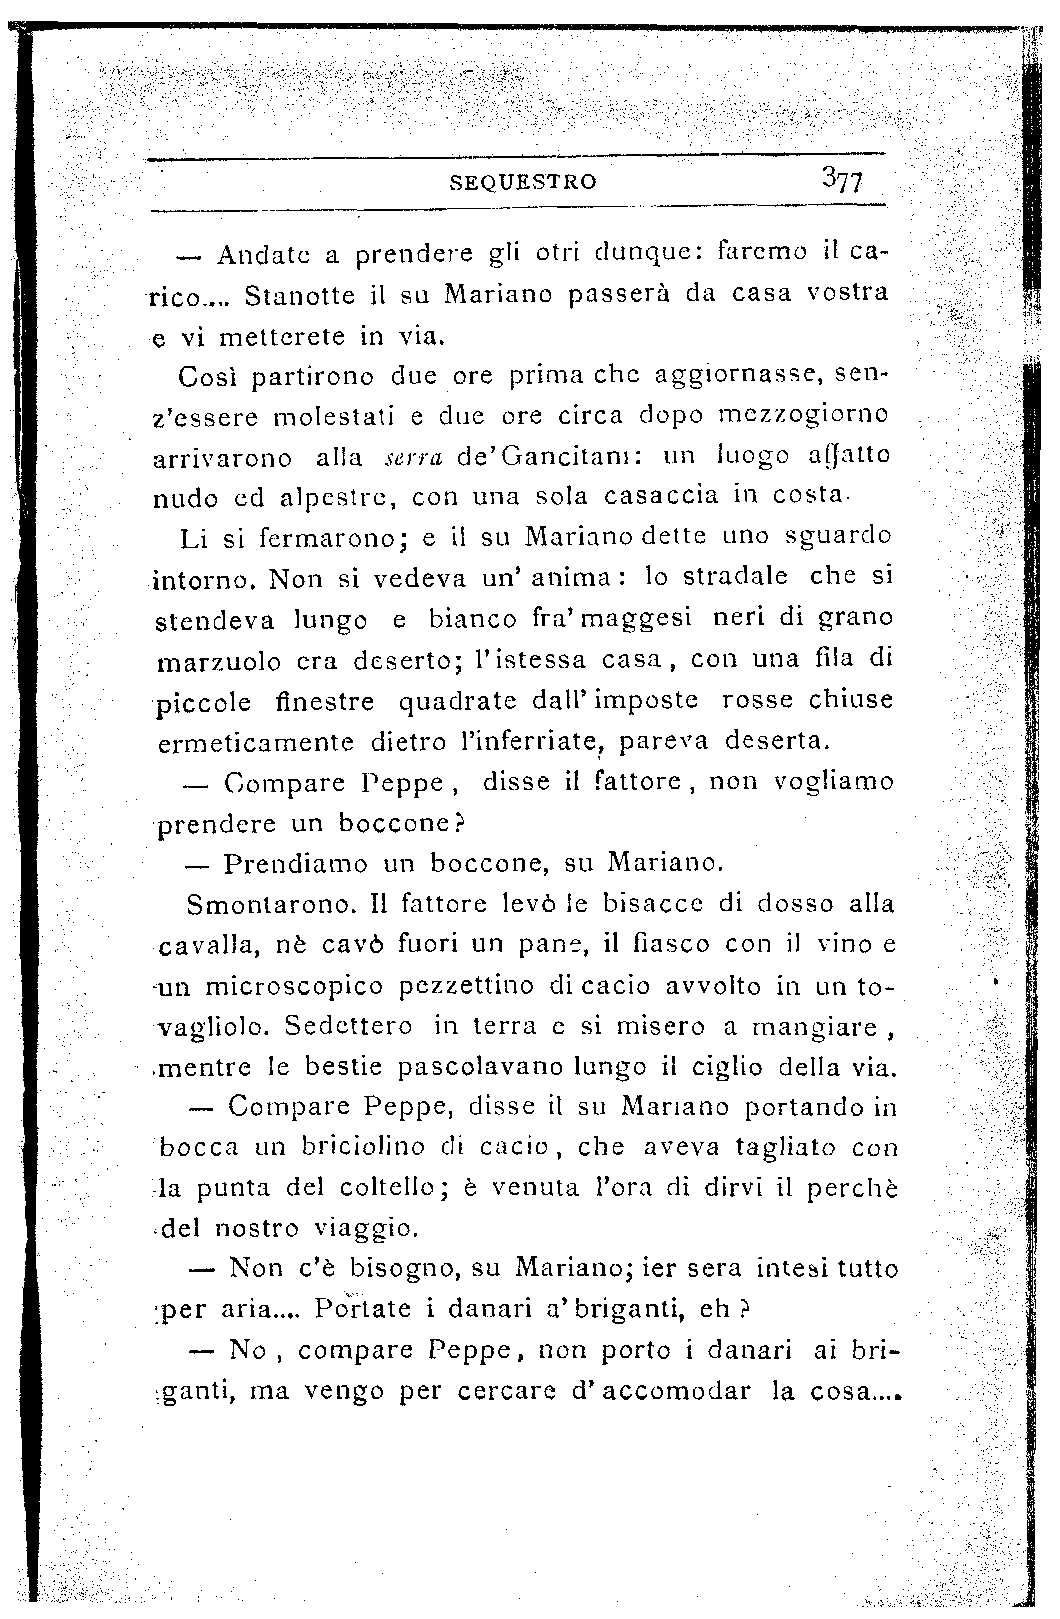 SEQUESTRO 377
— Andate a prendere gli otri dunque: faremo il ca-
rico.... Stanotte il su Mariano passerà da casa vostra
e vi metterete in via.
Così partirono due ore prima che aggiornasse, sen-
z'essere molestati e due ore circa dopo mezzogiorno
arrivarono alla serra de' Gancitani: un luogo affatto
nudo ed alpestre, con una sola casaccia in costa.
Li si fermarono; e il su Mariano dette uno sguardo
intorno. Non si vedeva un' anima: lo stradale che si
stendeva lungo e bianco fra' maggesi neri di grano
marzuolo era deserto; l'istessa casa, con una fila di
piccole finestre quadrate dall' imposte rosse chiuse
ermeticamente dietro l'inferriate, pareva deserta.
— Compare Peppe, disse il fattore, non vogliamo
prendere un boccone?
— Prendiamo un boccone, su Mariano.
Smontarono. Il fattore levò le bisacce di dosso alla
cavalla, nè cavò fuori un pane, il fiasco con il vino e
un microscopico pezzettino di cacio avvolto in un to-
vagliolo. Sedettero in terra e si misero a mangiare,
mentre le bestie pascolavano lungo il ciglio della via.
— Compare Peppe, disse il su Mariano portando in
bocca un briciolino di cacio, che aveva tagliato con
la punta del coltello; è venuta l'ora di dirvi il perchè
del nostro viaggio.
— Non c'è bisogno, su Mariano; ier sera intesi tutto
per aria.... Portate i danari a' briganti, eh?
— No, compare Peppe, non porto i danari ai bri-
ganti, ma vengo per cercare d' accomodar la cosa....